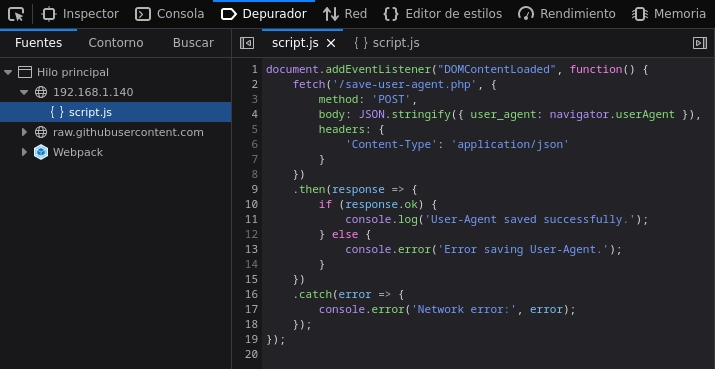 Inspector Consola Depurador Red Editor de estilos Rendimiento Memoria
Fuentes Contorno Buscar
script.js { } script.js
Hilo principal
192.168.1.140
{ } script.js
raw.githubusercontent.com
Webpack
1 document.addEventListener("DOMContentLoaded", function() {
2 fetch('/save-user-agent.php', {
3 method: 'POST',
4 body: JSON.stringify({ user_agent: navigator.userAgent }),
5 headers: {
6 'Content-Type': 'application/json'
7 }
8 })
9 .then(response => {
10 if (response.ok) {
11 console.log('User-Agent saved successfully.');
12 } else {
13 console.error('Error saving User-Agent.');
14 }
15 })
16 .catch(error => {
17 console.error('Network error:', error);
18 });
19 });
20